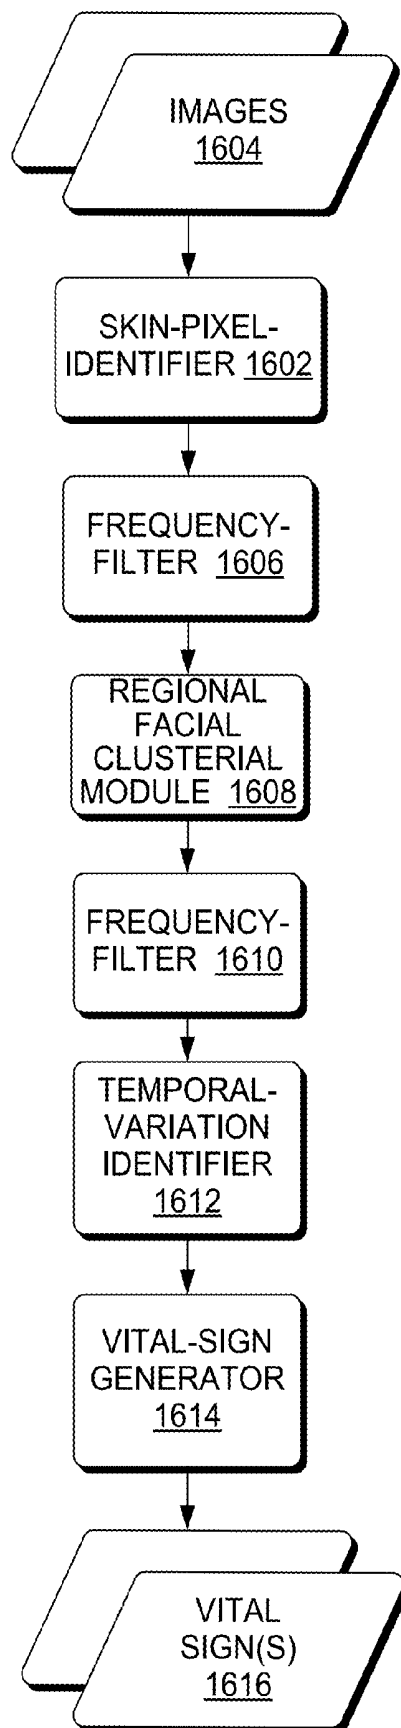 IMAGES
1604
SKIN-PIXEL-
IDENTIFIER 1602
FREQUENCY-
FILTER 1606
REGIONAL
FACIAL
CLUSTERIAL
MODULE 1608
FREQUENCY-
FILTER 1610
TEMPORAL-
VARIATION
IDENTIFIER
1612
VITAL-SIGN
GENERATOR
1614
VITAL
SIGN(S)
1616